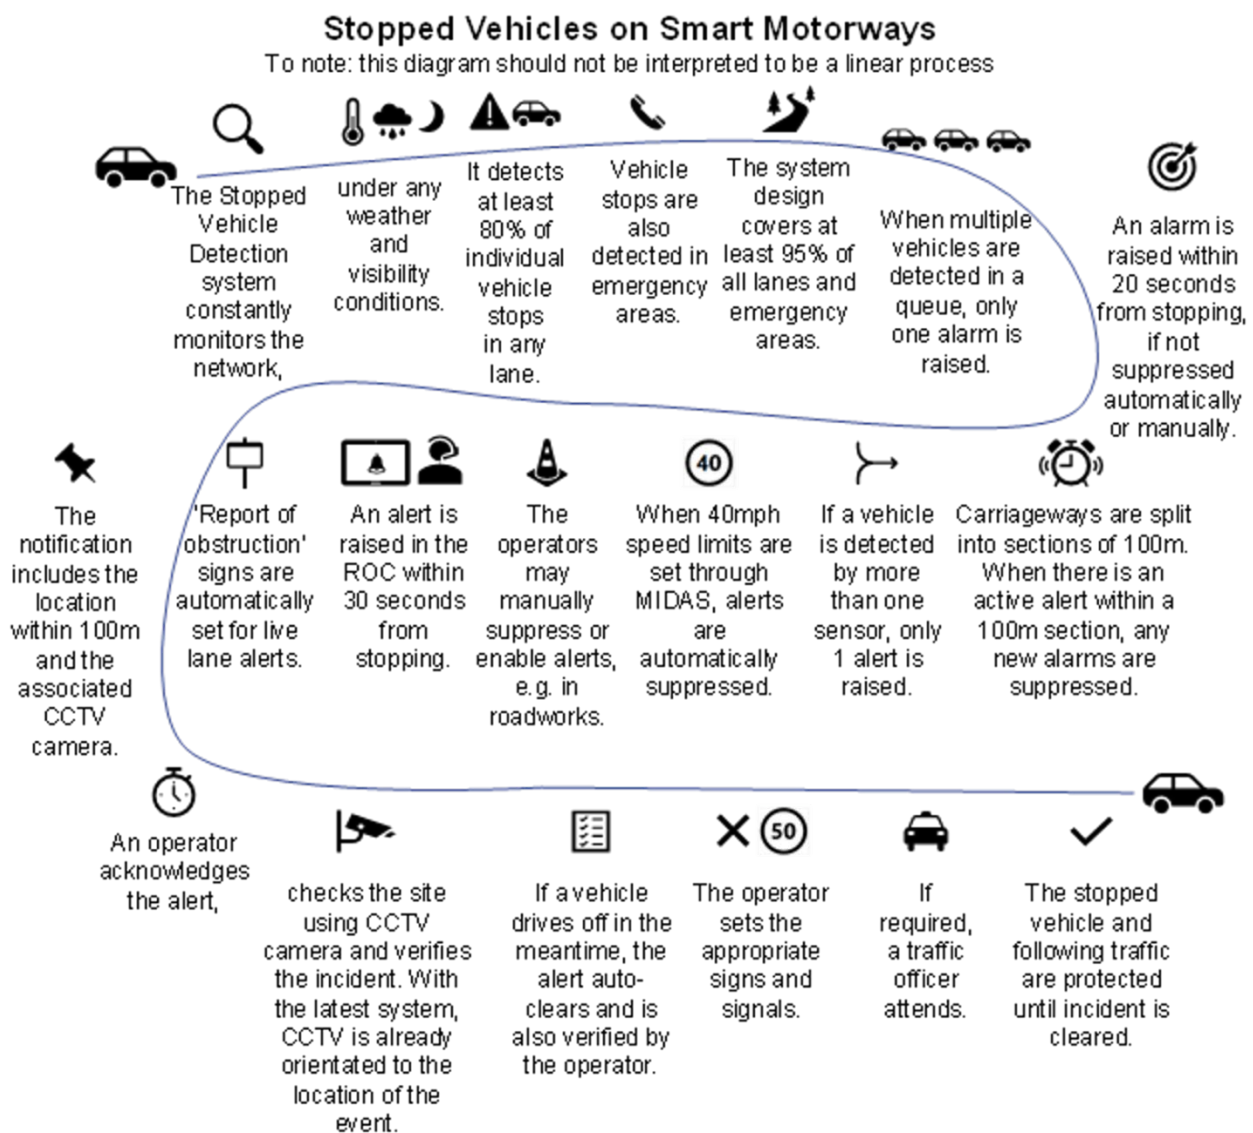 Stopped Vehicles on Smart Motorways
To note: this diagram should not be interpreted to be a linear process
The Stopped
Vehicle
Detection
system
constantly
monitors the
network,
under any
weather
and
visibility
conditions.
It detects
at least
80% of
individual
vehicle
stops
in any
lane.
Vehicle
stops are
also
detected in
emergency
areas.
The system
design
covers at
least 95% of
all lanes and
emergency
areas.
When multiple
vehicles are
detected in a
queue, only
one alarm is
raised.
An alarm is
raised within
20 seconds
from stopping,
if not
suppressed
automatically
or manually.
The
notification
includes the
location
within 100m
and the
associated
CCTV
camera.
'Report of
obstruction'
signs are
automatically
set for live
lane alerts.
An alert is
raised in the
ROC within
30 seconds
from
stopping.
The
operators
may
manually
suppress or
enable alerts,
e.g. in
roadworks.
40
When 40mph
speed limits are
set through
MIDAS, alerts
are
automatically
suppressed.
If a vehicle
is detected
by more
than one
sensor, only
1 alert is
raised.
Carriageways are split
into sections of 100m.
When there is an
active alert within a
100m section, any
new alarms are
suppressed.
An operator
acknowledges
the alert,
checks the site
using CCTV
camera and verifies
the incident. With
the latest system,
CCTV is already
orientated to the
location of the
event.
If a vehicle
drives off in the
meantime, the
alert auto-
clears and is
also verified by
the operator.
50
The operator
sets the
appropriate
signs and
signals.
If
required,
a traffic
officer
attends.
The stopped
vehicle and
following traffic
are protected
until incident is
cleared.